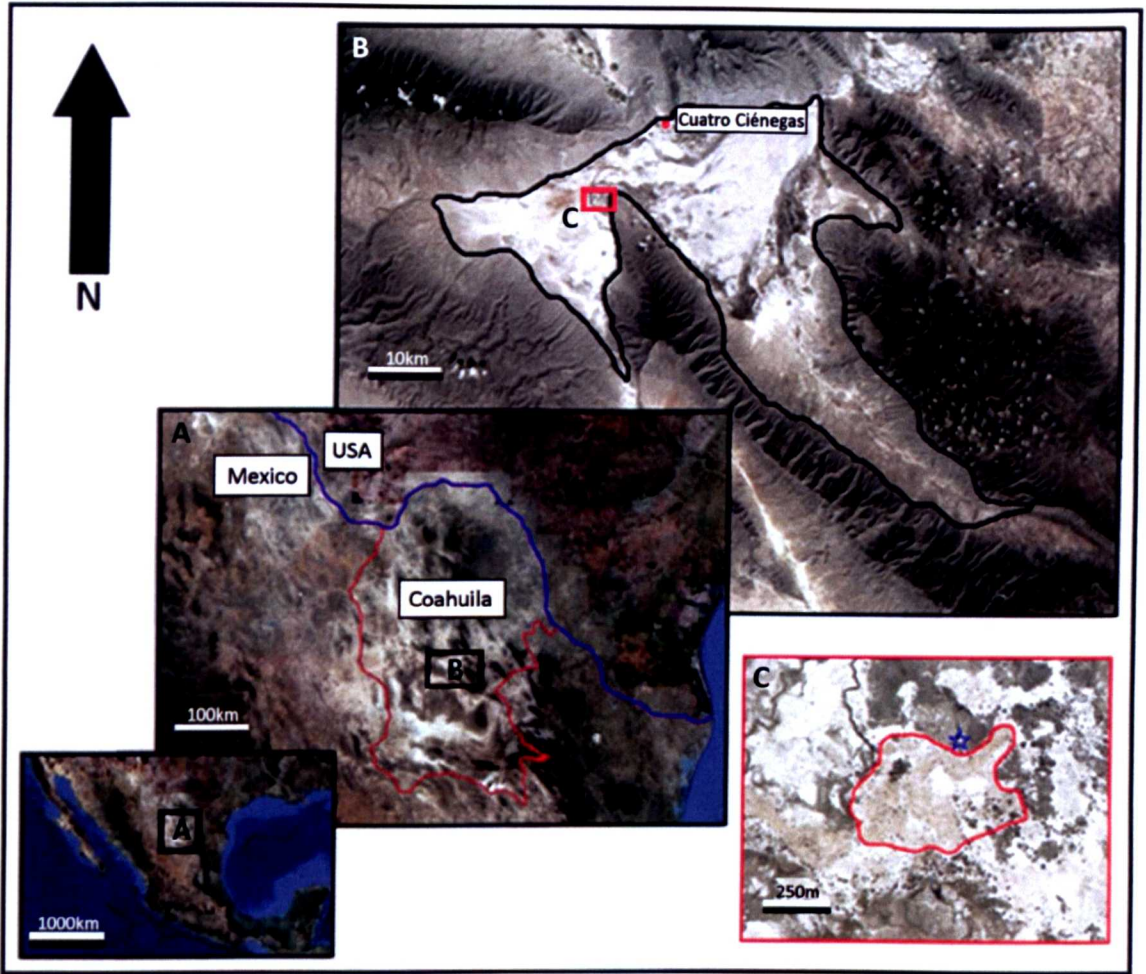 B
Cuatro Ciénegas
C
N
10km
A
USA
Mexico
Coahuila
B
100km
C
A
250m
1000km